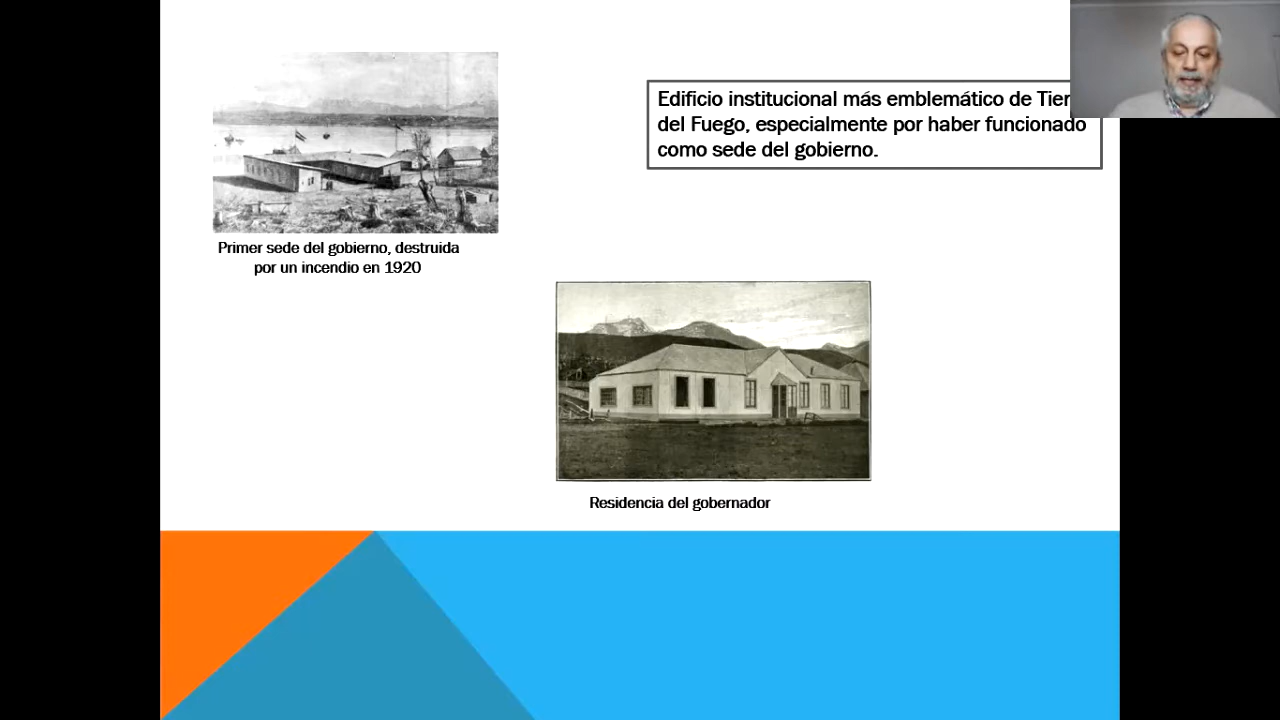 Edificio institucional más emblemático de
del Fuego, especialmente por haber funcionado
como sede del gobierno.
Primer sede del gobierno, destruida
por un incendio en 1920
Residencia del gobernador